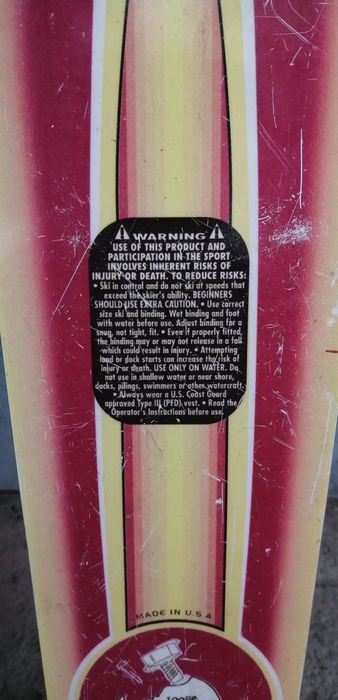 WARNING
USE OF THIS PRODUCT AND
PARTICIPATION IN THE SPORT
INVOLVES INHERENT RISKS OF
INJURY OR DEATH. TO REDUCE RISKS:
• Ski in control and do not ski at speeds that
exceed the skier's ability. BEGINNERS
SHOULD USE EXTRA CAUTION. • Use correct
size ski and binding. Wet binding and foot
with water before use. Adjust binding for a
snug, not tight, fit. • Even if properly fitted,
the binding may or may not release in a fall
which could result in injury. • Attempting
land or dock starts can increase the risk of
injury or death. USE ONLY ON WATER. Do
not use in shallow water or near shore,
docks, pilings, swimmers or other watercraft.
• Always wear a U.S. Coast Guard
approved Type III (PFD) vest. • Read the
Operator's Instructions before use.
MADE IN U.S.A
100%